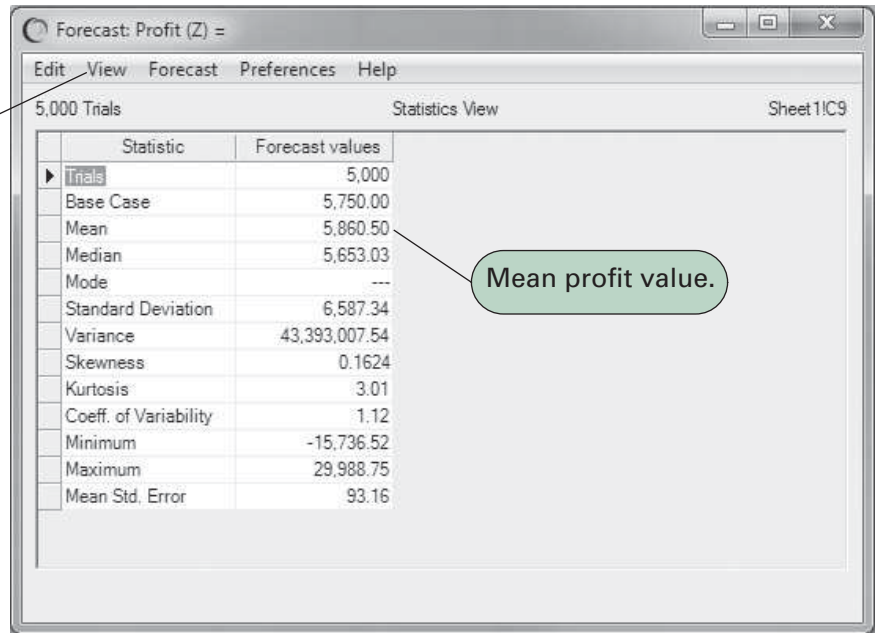 Forecast: Profit (Z) =
Edit View Forecast Preferences Help
5,000 Trials Statistics View Sheet1!C9
Statistic Forecast values
Trials 5,000
Base Case 5,750.00
Mean 5,860.50
Median 5,653.03
Mode ---
Standard Deviation 6,587.34
Variance 43,393,007.54
Skewness 0.1624
Kurtosis 3.01
Coeff. of Variability 1.12
Minimum -15,736.52
Maximum 29,988.75
Mean Std. Error 93.16
Mean profit value.